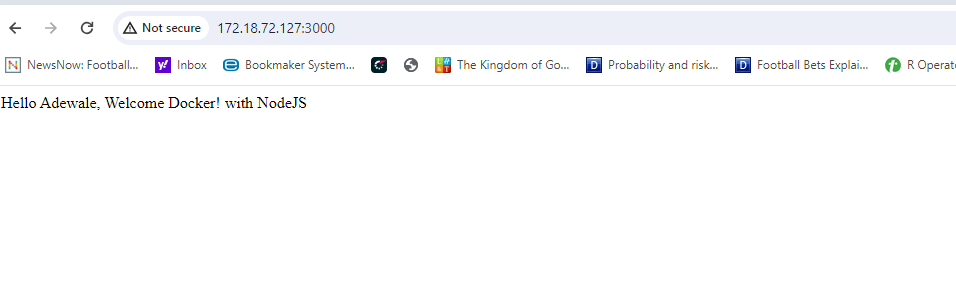 Not secure 172.18.72.127:3000
NewsNow: Football... Inbox Bookmaker System... The Kingdom of Go... Probability and risk... Football Bets Explai... R Operat
Hello Adewale, Welcome Docker! with NodeJS